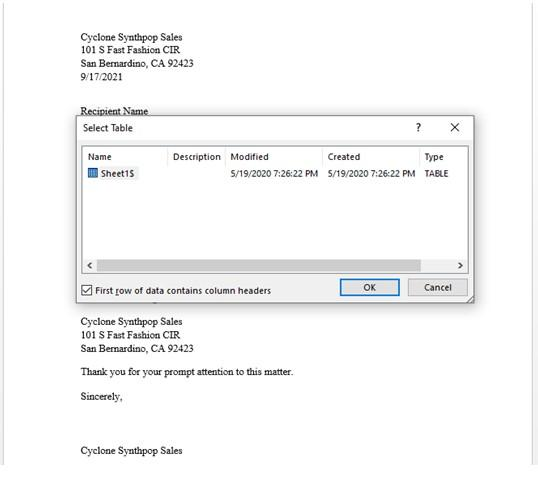 Cyclone Synthpop Sales
101 S Fast Fashion CIR
San Bernardino, CA 92423
9/17/2021
Recipient Name
Select Table ? X
Name Description Modified Created Type
Sheet1$ 5/19/2020 7:26:22 PM 5/19/2020 7:26:22 PM TABLE
First row of data contains column headers OK Cancel
Cyclone Synthpop Sales
101 S Fast Fashion CIR
San Bernardino, CA 92423
Thank you for your prompt attention to this matter.
Sincerely,
Cyclone Synthpop Sales